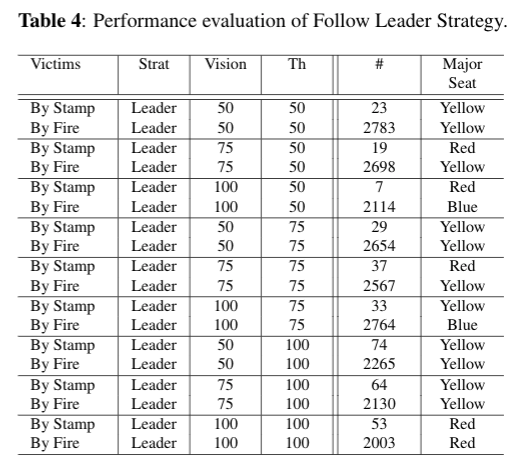 Table 4: Performance evaluation of Follow Leader Strategy.
Victims Strat Vision Th # Major
Seat
By Stamp Leader 50 50 23 Yellow
By Fire Leader 50 50 2783 Yellow
By Stamp Leader 75 50 19 Red
By Fire Leader 75 50 2698 Yellow
By Stamp Leader 100 50 7 Red
By Fire Leader 100 50 2114 Blue
By Stamp Leader 50 75 29 Yellow
By Fire Leader 50 75 2654 Yellow
By Stamp Leader 75 75 37 Red
By Fire Leader 75 75 2567 Yellow
By Stamp Leader 100 75 33 Yellow
By Fire Leader 100 75 2764 Blue
By Stamp Leader 50 100 74 Yellow
By Fire Leader 50 100 2265 Yellow
By Stamp Leader 75 100 64 Yellow
By Fire Leader 75 100 2130 Yellow
By Stamp Leader 100 100 53 Red
By Fire Leader 100 100 2003 Red